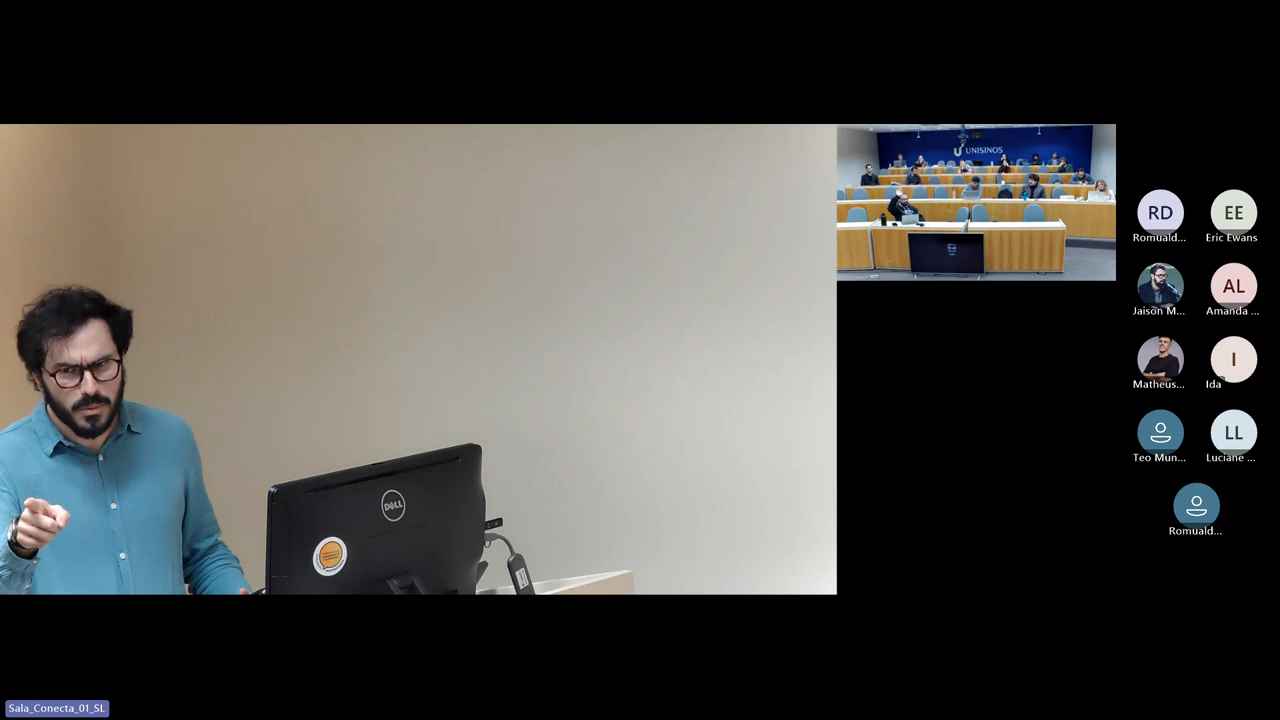 UNISINOS
RD
Romuald...
EE
Eric Ewans
Jaison M...
AL
Amanda ...
Matheus...
I
Ida
Teo Mun...
LL
Luciane ...
Romuald...
DELL
Sala_Conecta_01_SL